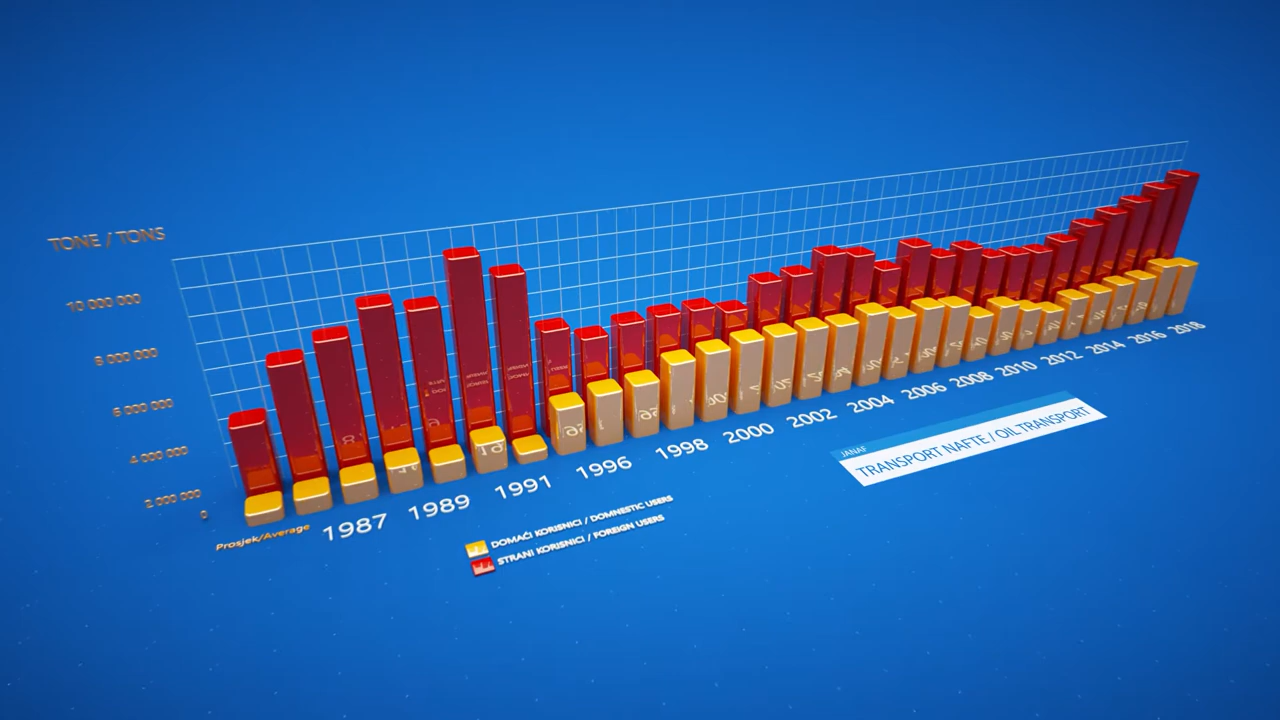 TONE / TONS
10 000 000
8 000 000
6 000 000
4 000 000
2 000 000
0
Prosjek/Average
1987
1989
1991
1996
1998
2000
2002
2004
2006
2008
2010
2012
2014
2016
2018
JANAF
TRANSPORT NAFTE / OIL TRANSPORT
DOMAĆI KORISNICI / DOMNESTIC USERS
STRANI KORISNICI / FOREIGN USERS